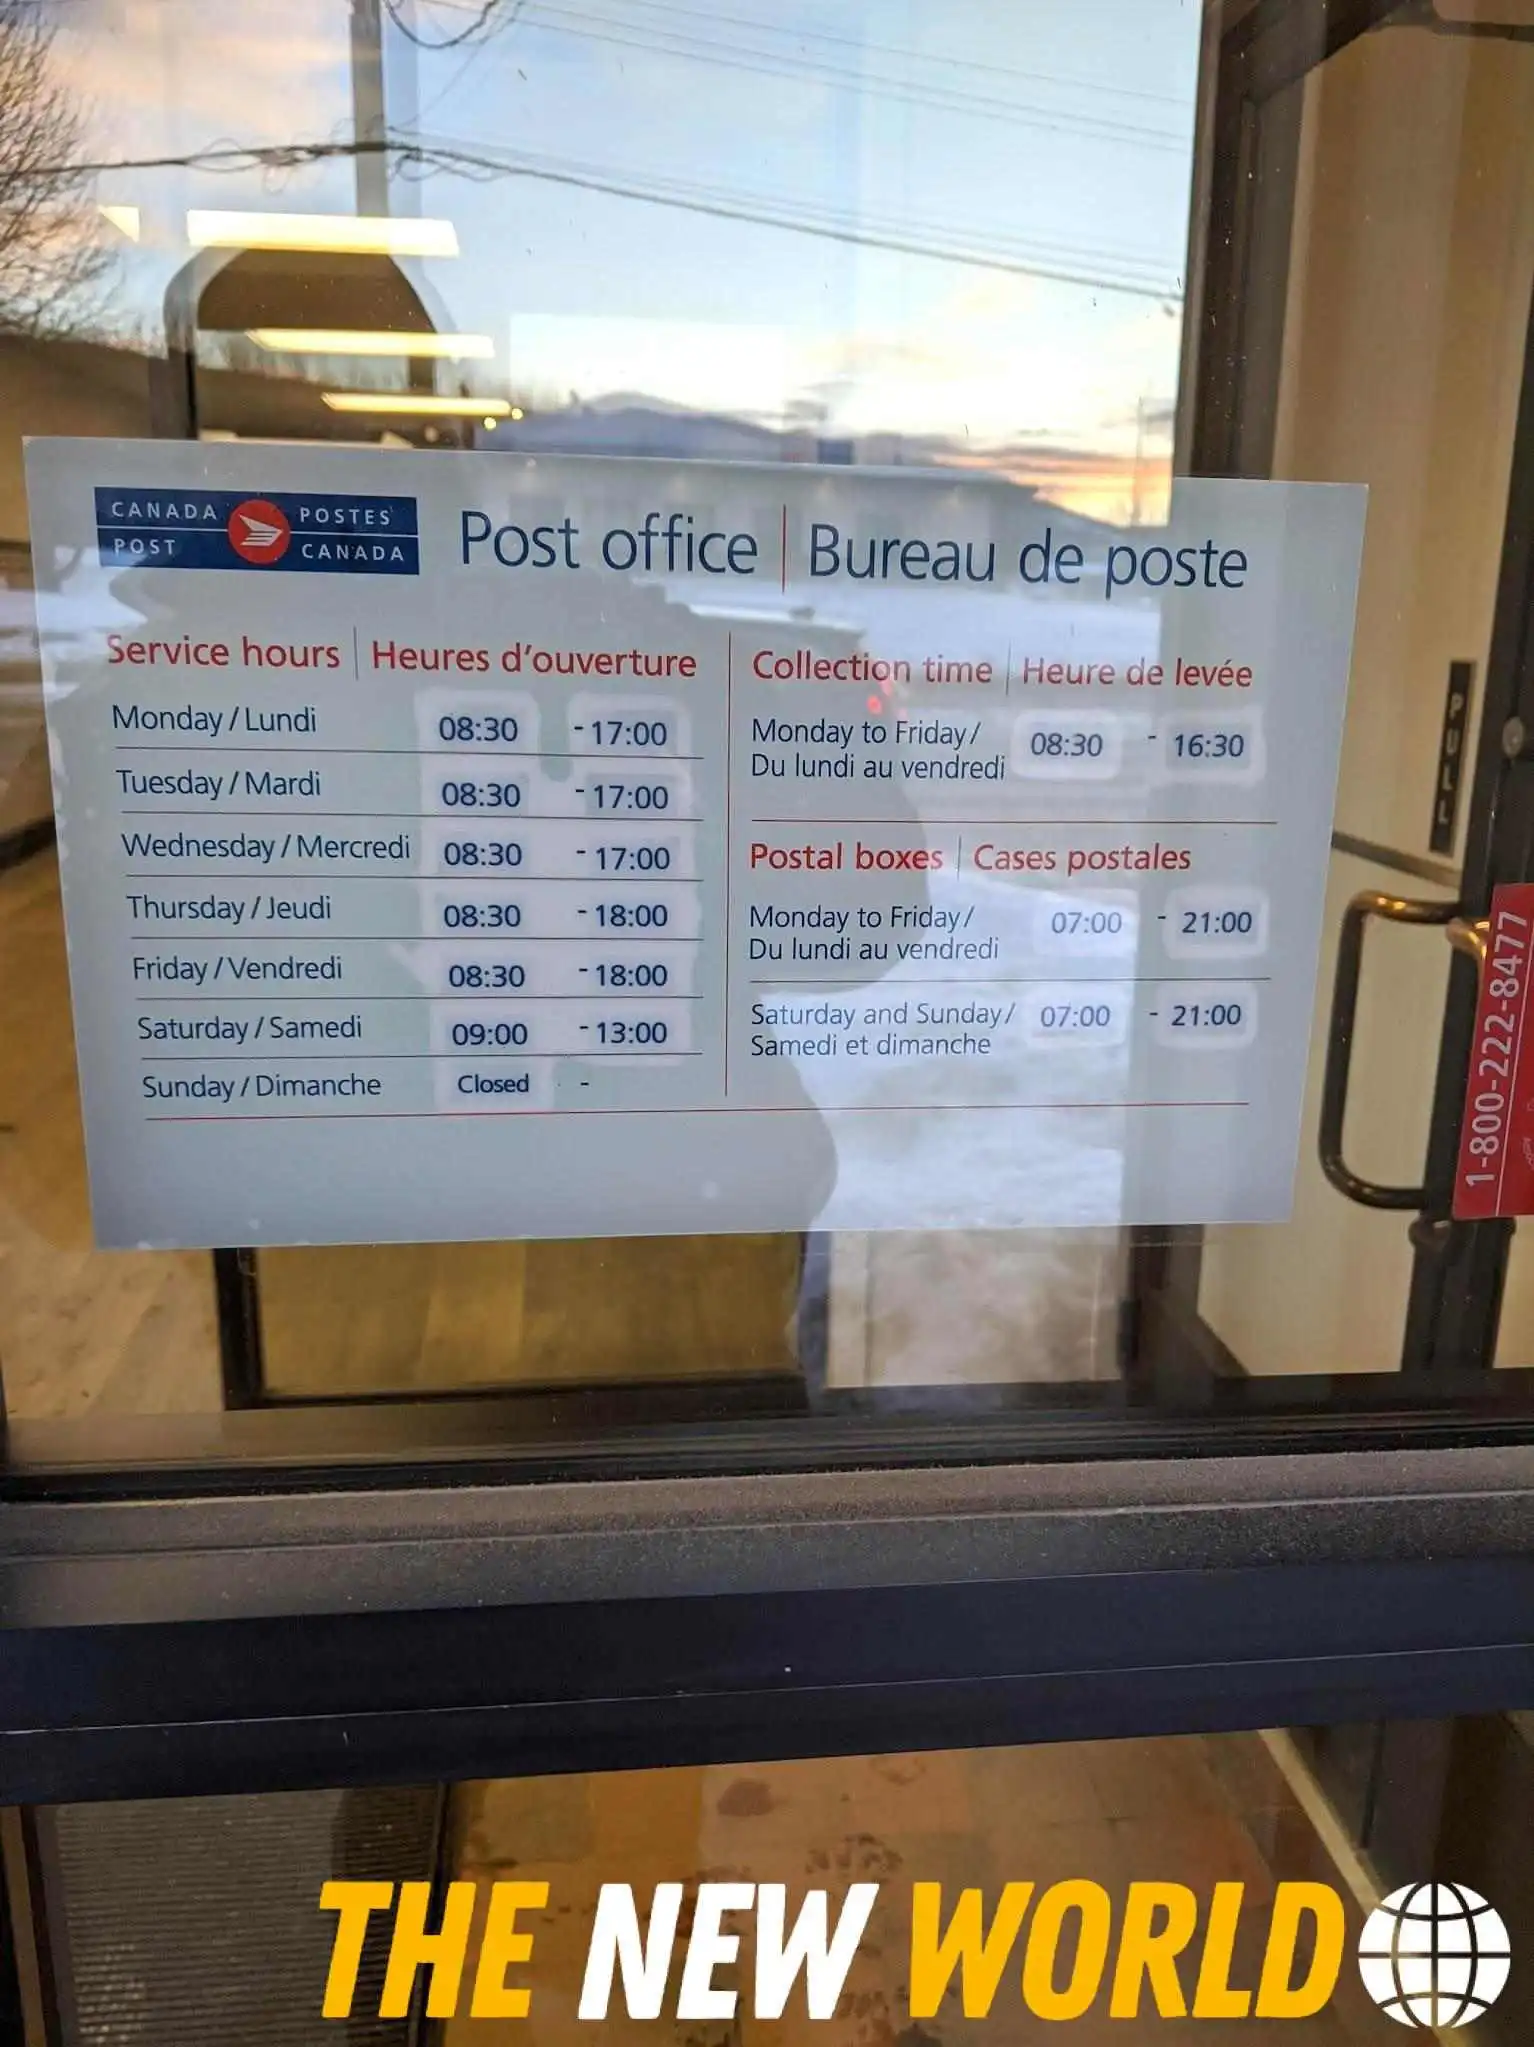 CANADA POSTES
POST CANADA
Post office | Bureau de poste
Service hours | Heures d'ouverture
Monday / Lundi 08:30 - 17:00
Tuesday / Mardi 08:30 - 17:00
Wednesday / Mercredi 08:30 - 17:00
Thursday / Jeudi 08:30 - 18:00
Friday / Vendredi 08:30 - 18:00
Saturday / Samedi 09:00 - 13:00
Sunday / Dimanche Closed -
Collection time | Heure de levée
Monday to Friday / 08:30 - 16:30
Du lundi au vendredi
Postal boxes | Cases postales
Monday to Friday / 07:00 - 21:00
Du lundi au vendredi
Saturday and Sunday / 07:00 - 21:00
Samedi et dimanche
PULL
1-800-222-8477
THE NEW WORLD